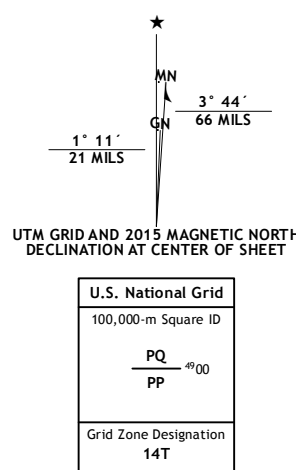 ★
MN
3° 44´
66 MILS
GN
1° 11´
21 MILS
UTM GRID AND 2015 MAGNETIC NORTH
DECLINATION AT CENTER OF SHEET
U.S. National Grid
100,000-m Square ID
PQ
4900
PP
Grid Zone Designation
14T